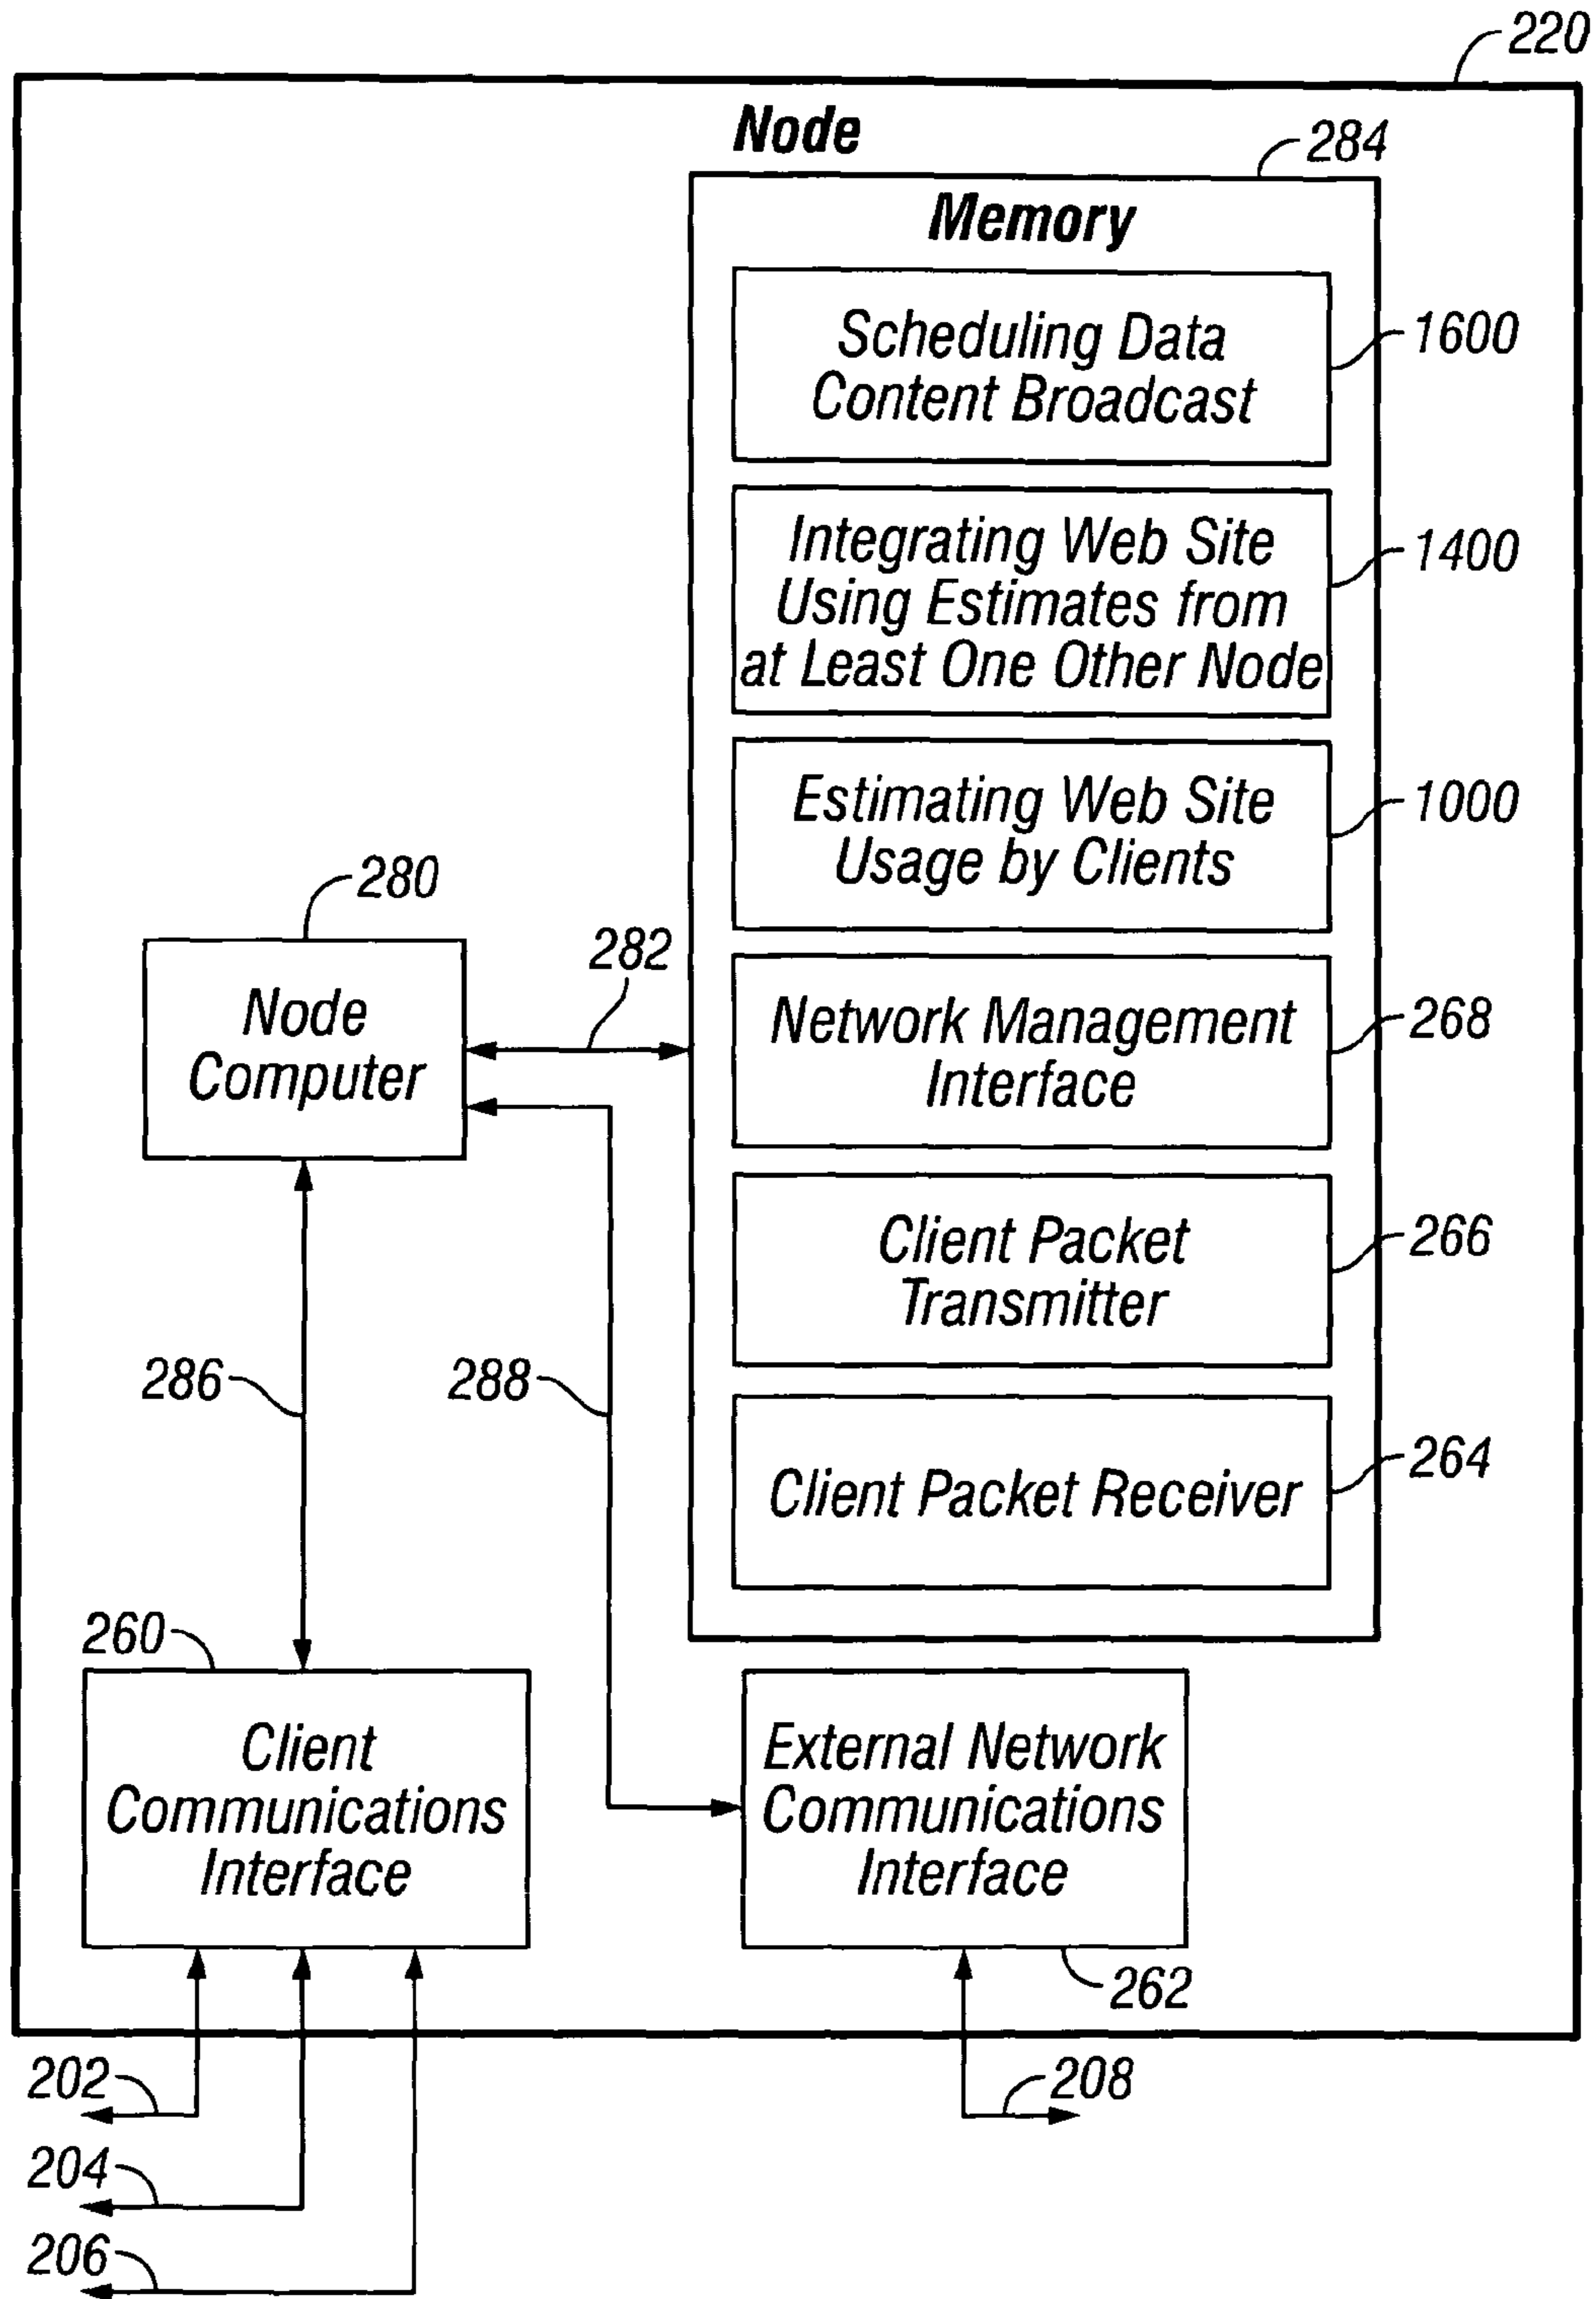 220
Node
284
Memory
Scheduling Data
Content Broadcast
1600
Integrating Web Site
Using Estimates from
at Least One Other Node
1400
Estimating Web Site
Usage by Clients
1000
280
Node
Computer
282
Network Management
Interface
268
Client Packet
Transmitter
266
286
288
Client Packet Receiver
264
260
Client
Communications
Interface
External Network
Communications
Interface
262
202
208
204
206